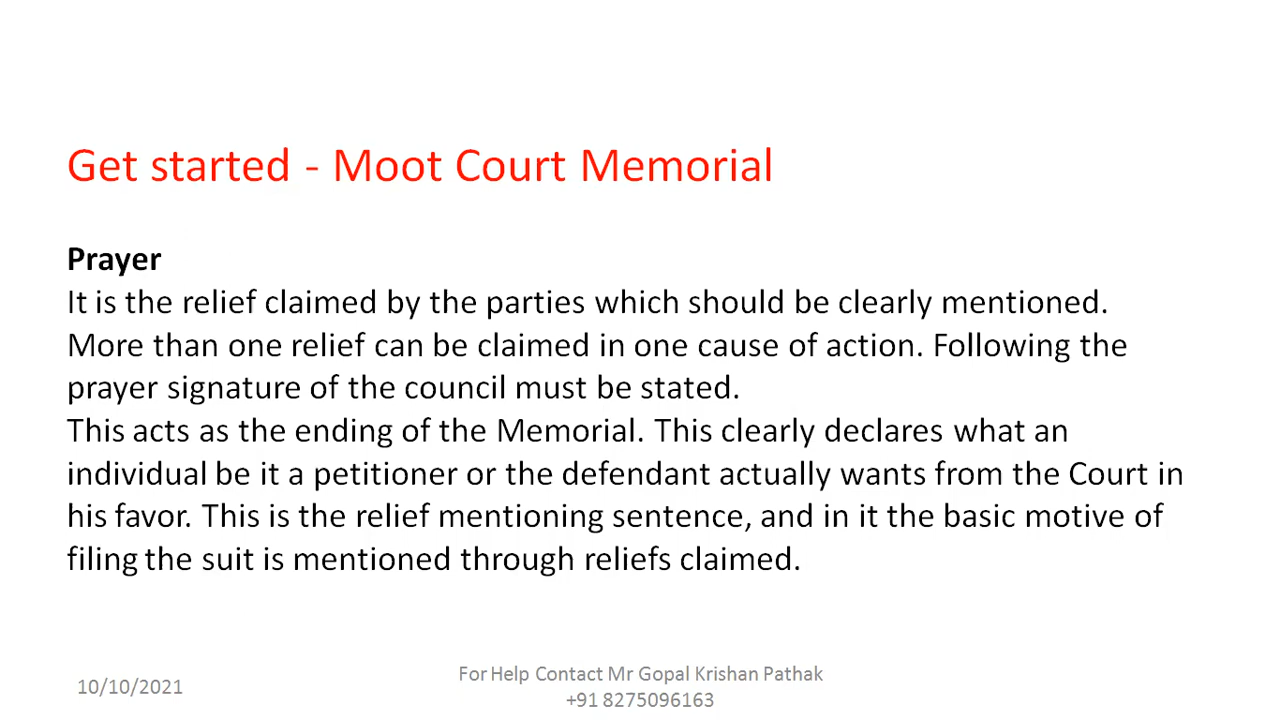 Get started - Moot Court Memorial
Prayer
It is the relief claimed by the parties which should be clearly mentioned.
More than one relief can be claimed in one cause of action. Following the
prayer signature of the council must be stated.
This acts as the ending of the Memorial. This clearly declares what an
individual be it a petitioner or the defendant actually wants from the Court in
his favor. This is the relief mentioning sentence, and in it the basic motive of
filing the suit is mentioned through reliefs claimed.
10/10/2021
For Help Contact Mr Gopal Krishan Pathak
+91 8275096163